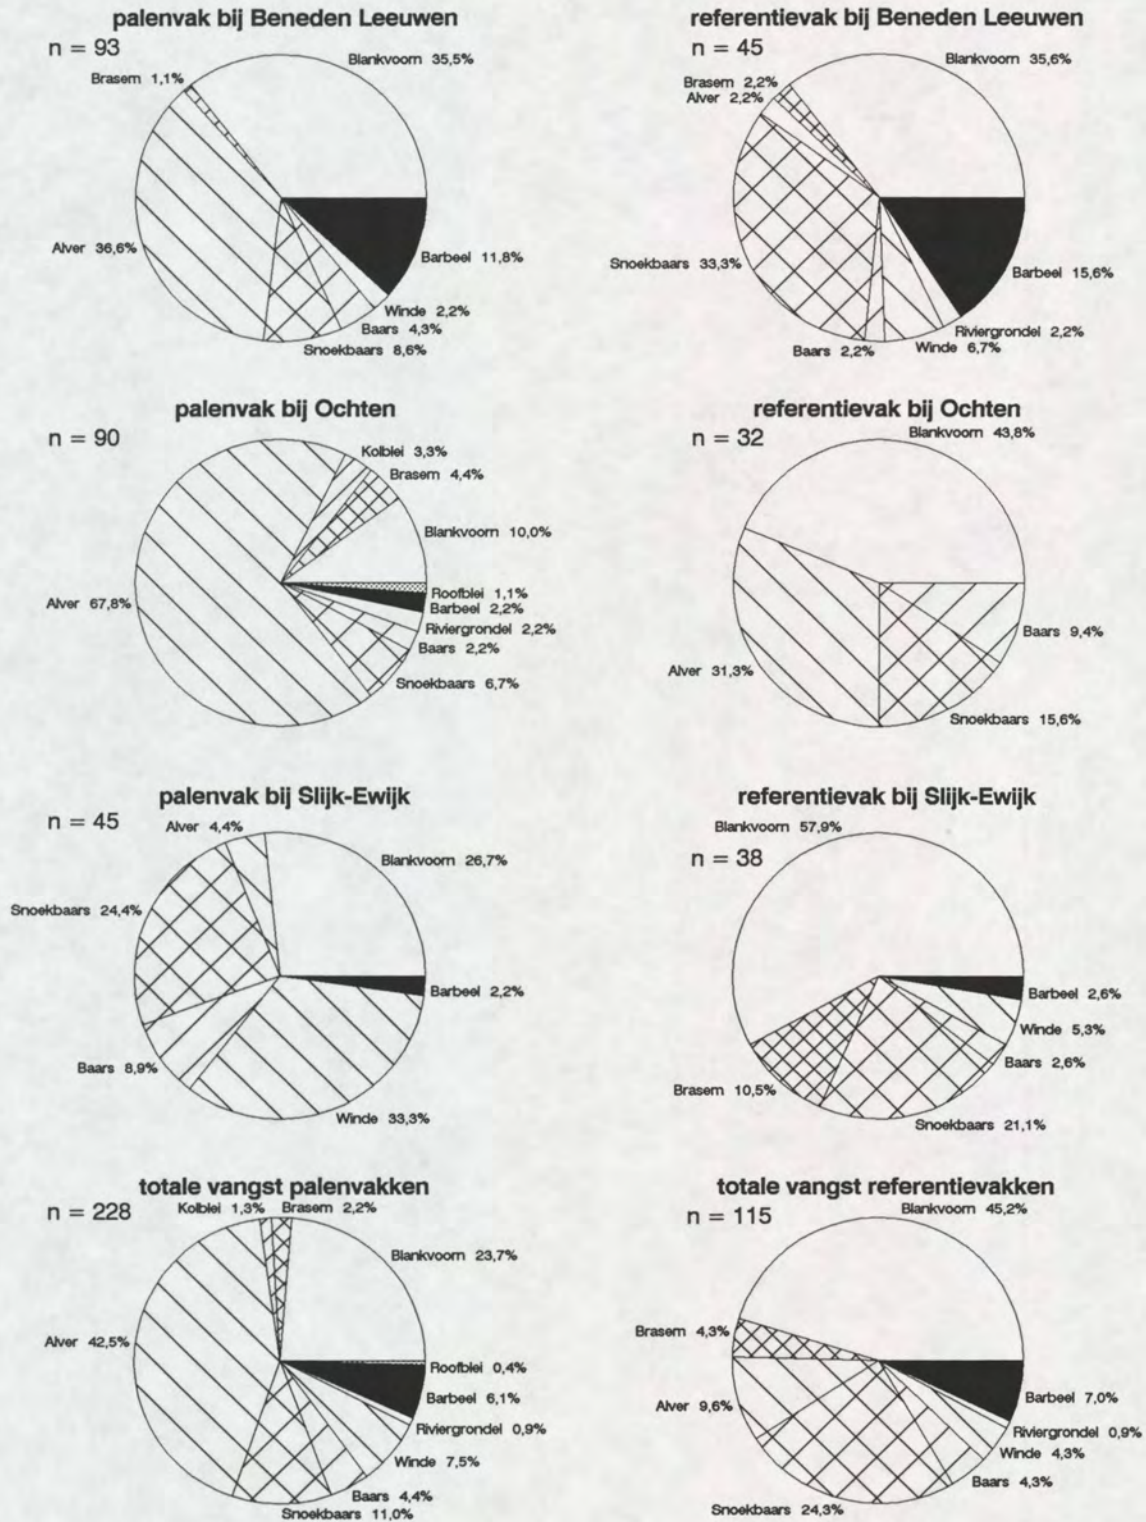 palenvak bij Beneden Leeuwen
n = 93
Blankvoorn 35,5%
Brasem 1,1%
Alver 36,6%
Barbeel 11,8%
Winde 2,2%
Baars 4,3%
Snoekbaars 8,6%
referentievak bij Beneden Leeuwen
n = 45
Blankvoorn 35,6%
Brasem 2,2%
Alver 2,2%
Snoekbaars 33,3%
Barbeel 15,6%
Riviergrondel 2,2%
Winde 6,7%
Baars 2,2%
palenvak bij Ochten
n = 90
Kolblei 3,3%
Brasem 4,4%
Blankvoorn 10,0%
Roofblei 1,1%
Alver 67,8%
Barbeel 2,2%
Riviergrondel 2,2%
Baars 2,2%
Snoekbaars 6,7%
referentievak bij Ochten
n = 32
Blankvoorn 43,8%
Baars 9,4%
Alver 31,3%
Snoekbaars 15,6%
palenvak bij Slijk-Ewijk
n = 45
Alver 4,4%
Blankvoorn 26,7%
Snoekbaars 24,4%
Barbeel 2,2%
Baars 8,9%
Winde 33,3%
referentievak bij Slijk-Ewijk
Blankvoorn 57,9%
n = 38
Barbeel 2,6%
Winde 5,3%
Baars 2,6%
Brasem 10,5%
Snoekbaars 21,1%
totale vangst palenvakken
n = 228
Kolblei 1,3%
Brasem 2,2%
Blankvoorn 23,7%
Alver 42,5%
Roofblei 0,4%
Barbeel 6,1%
Riviergrondel 0,9%
Winde 7,5%
Baars 4,4%
Snoekbaars 11,0%
totale vangst referentievakken
n = 115
Blankvoorn 45,2%
Brasem 4,3%
Alver 9,6%
Barbeel 7,0%
Riviergrondel 0,9%
Winde 4,3%
Baars 4,3%
Snoekbaars 24,3%